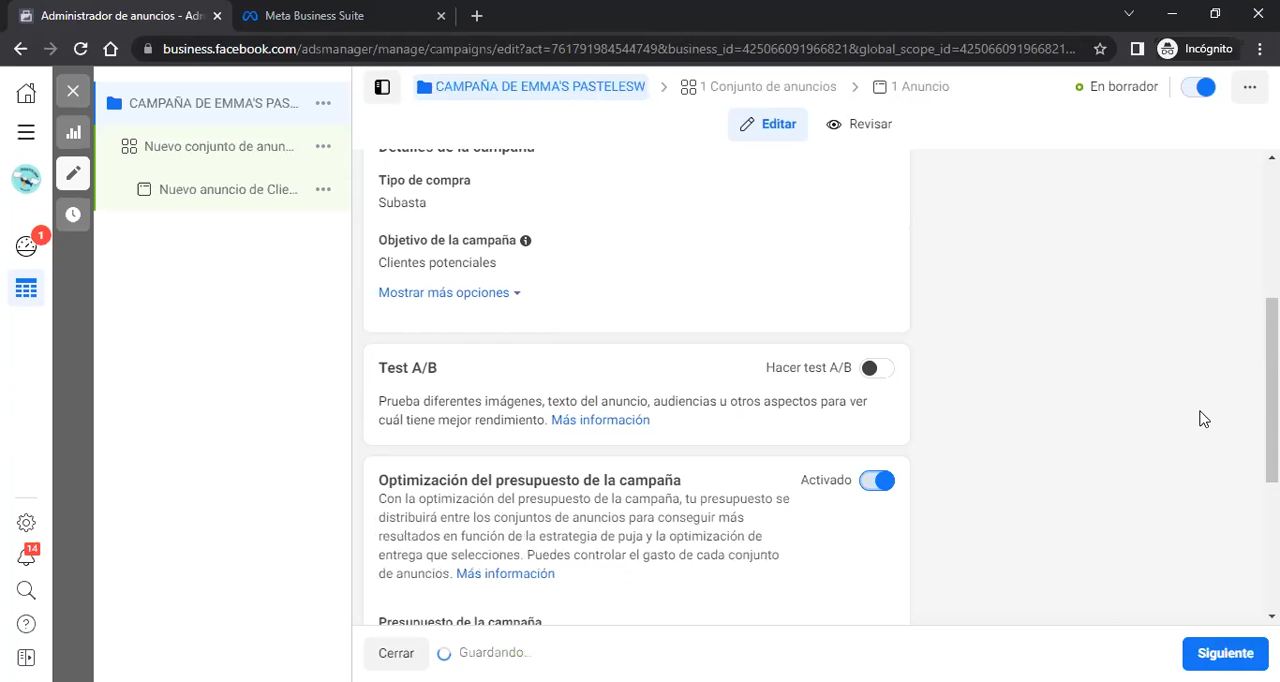 Administrador de anuncios - Adr
Meta Business Suite
business.facebook.com/adsmanager/manage/campaigns/edit?act=761791984544749&business_id=425066091966821&global_scope_id=425066091966821...
Incógnito
CAMPAÑA DE EMMA'S PAS...
CAMPAÑA DE EMMA'S PASTELESW
1 Conjunto de anuncios
1 Anuncio
En borrador
Editar
Revisar
Nuevo conjunto de anun...
Nuevo anuncio de Clie...
1
14
Detalles de la campaña
Tipo de compra
Subasta
Objetivo de la campaña
Clientes potenciales
Mostrar más opciones
Test A/B
Hacer test A/B
Prueba diferentes imágenes, texto del anuncio, audiencias u otros aspectos para ver
cuál tiene mejor rendimiento. Más información
Optimización del presupuesto de la campaña
Activado
Con la optimización del presupuesto de la campaña, tu presupuesto se
distribuirá entre los conjuntos de anuncios para conseguir más
resultados en función de la estrategia de puja y la optimización de
entrega que selecciones. Puedes controlar el gasto de cada conjunto
de anuncios. Más información
Presupuesto de la campaña
Cerrar
Guardando...
Siguiente